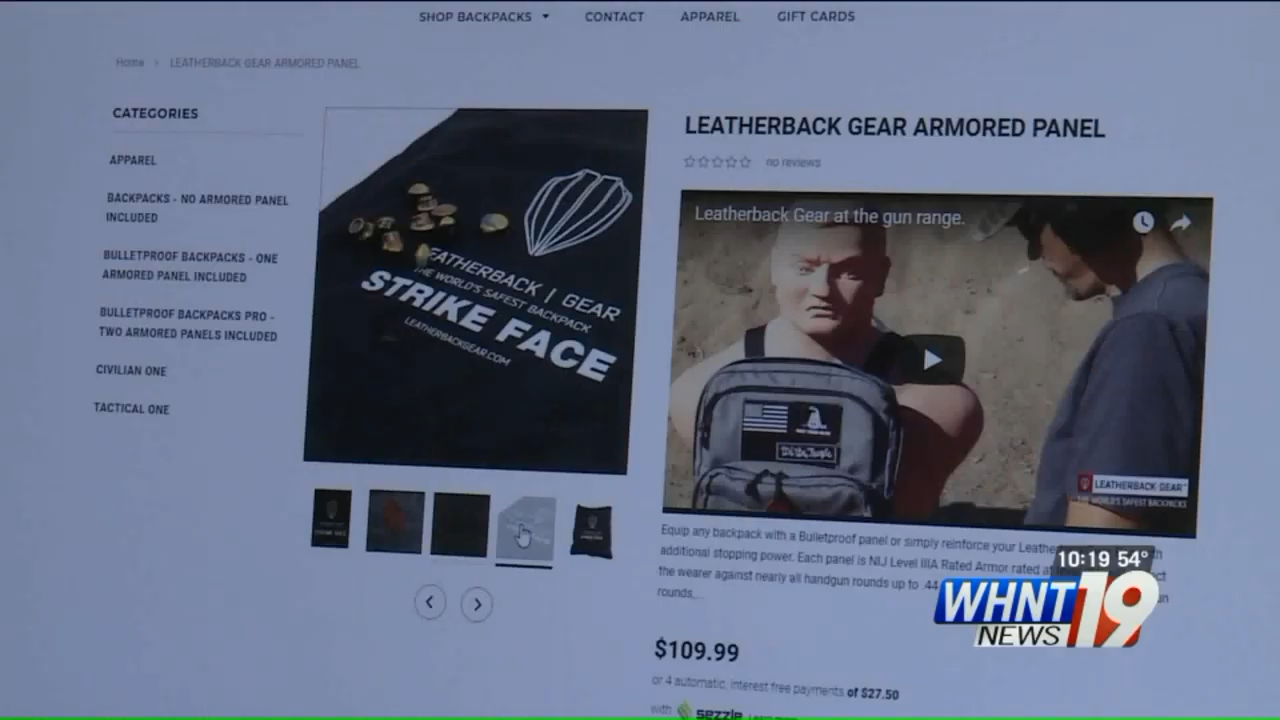 SHOP BACKPACKS CONTACT APPAREL GIFT CARDS
Home > LEATHERBACK GEAR ARMORED PANEL
CATEGORIES
APPAREL
BACKPACKS - NO ARMORED PANEL
INCLUDED
BULLETPROOF BACKPACKS - ONE
ARMORED PANEL INCLUDED
BULLETPROOF BACKPACKS PRO -
TWO ARMORED PANELS INCLUDED
CIVILIAN ONE
TACTICAL ONE
EATHERBACK | GEAR
THE WORLD'S SAFEST BACKPACK
STRIKE FACE
LEATHERBACKGEAR.COM
LEATHERBACK GEAR ARMORED PANEL
no reviews
Leatherback Gear at the gun range.
LEATHERBACK GEAR
THE WORLD'S SAFEST BACKPACKS
Equip any backpack with a Bulletproof panel or simply reinforce your
additional stopping power. Each panel is NIJ Level IIIA Rated Armor rated
the wearer against nearly all handgun rounds up to .44
rounds,...
$109.99
or 4 automatic, interest free payments of $27.50
with sezzle
10:19 54°
WHNT 19
NEWS